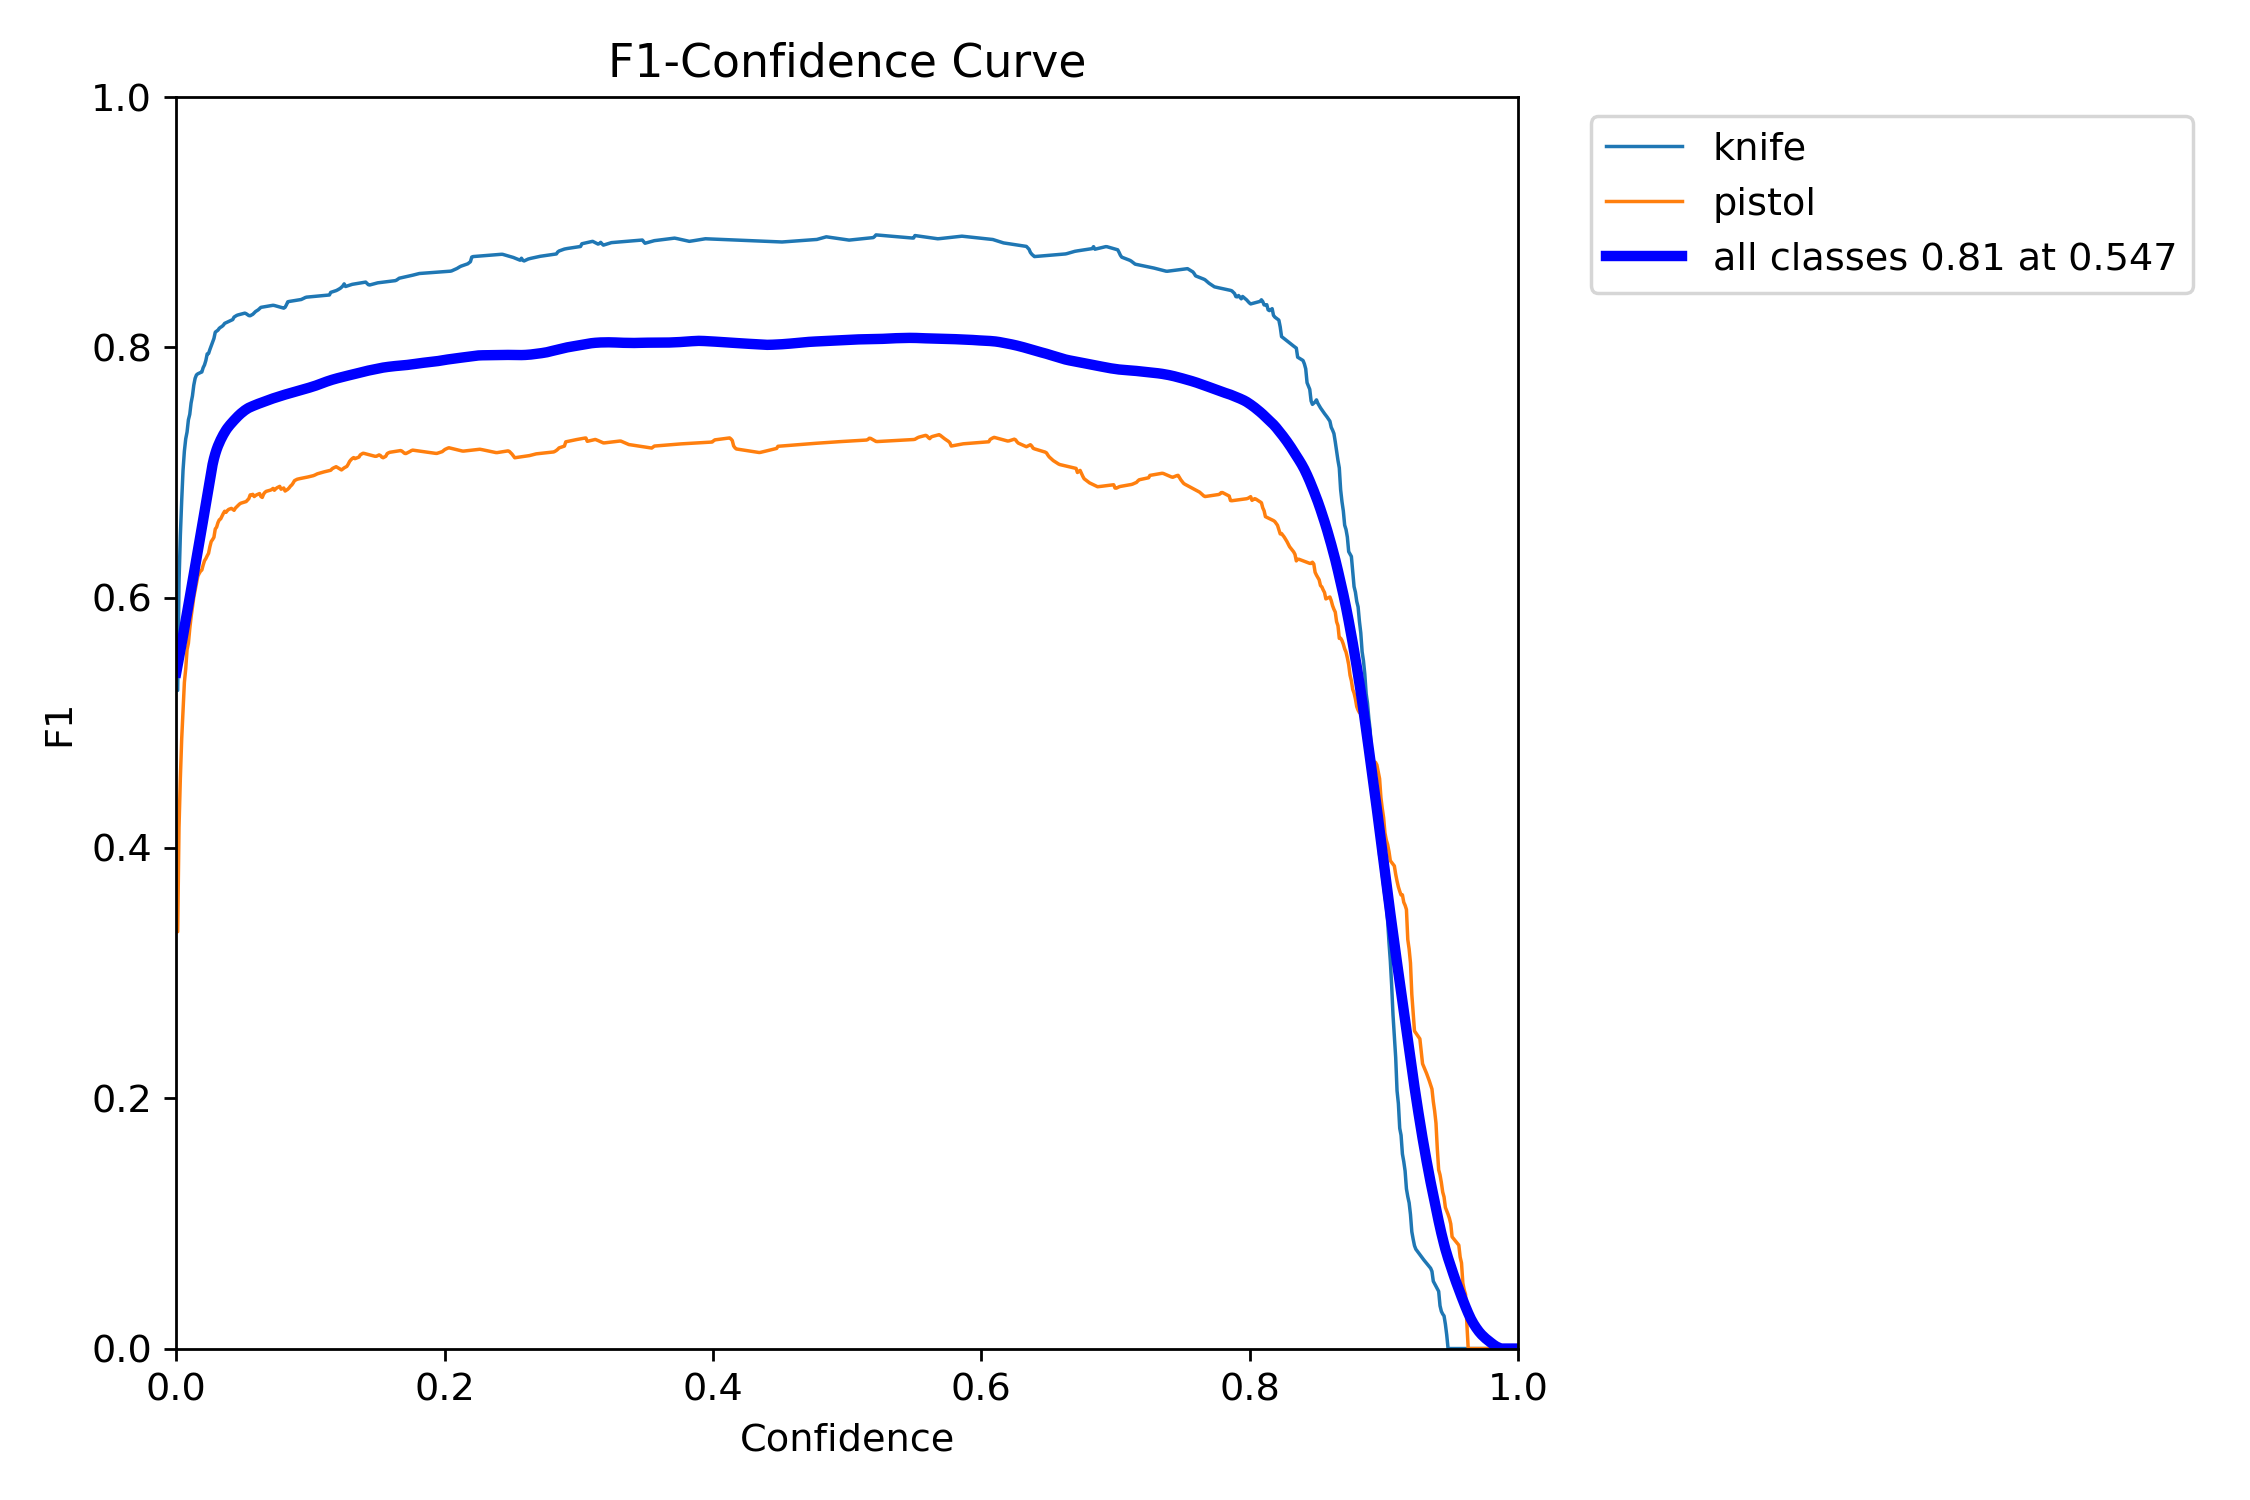 F1-Confidence Curve
1.0
0.8
0.6
0.4
0.2
0.0
F1
0.0 0.2 0.4 0.6 0.8 1.0
Confidence
knife
pistol
all classes 0.81 at 0.547